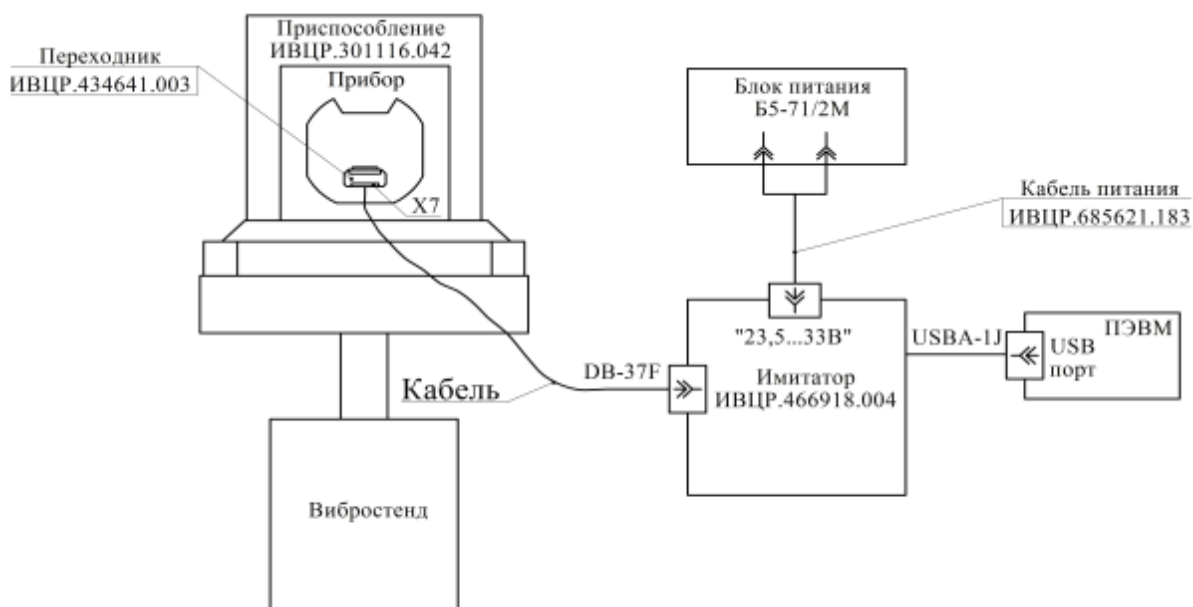 Приспособление
ИВЦР.301116.042
Переходник
ИВЦР.434641.003
Прибор
X7
Блок питания
Б5-71/2М
Кабель питания
ИВЦР.685621.183
"23,5...33В"
Имитатор
ИВЦР.466918.004
DB-37F
Кабель
USBA-1J
ПЭВМ
USB
порт
Вибростенд